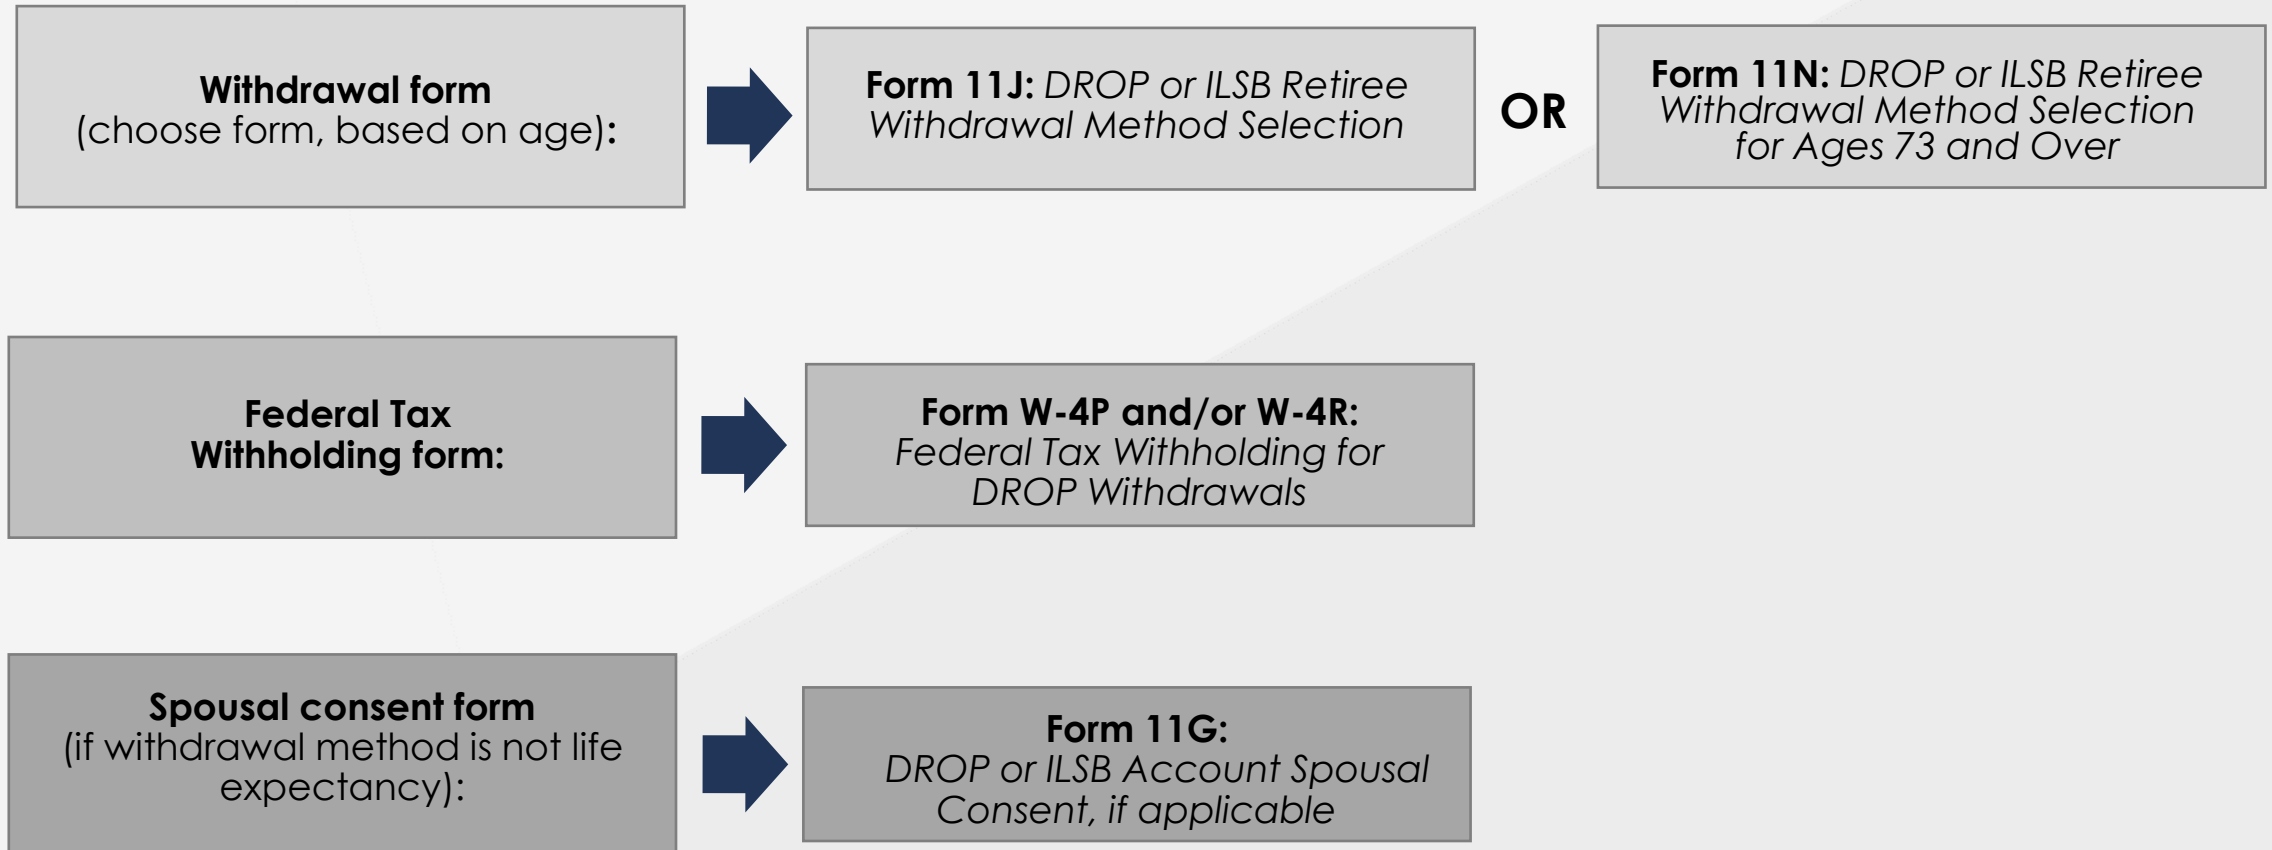 Withdrawal form
(choose form, based on age):
Form 11J: DROP or ILSB Retiree
Withdrawal Method Selection
OR
Form 11N: DROP or ILSB Retiree
Withdrawal Method Selection
for Ages 73 and Over
Federal Tax
Withholding form:
Form W-4P and/or W-4R:
Federal Tax Withholding for
DROP Withdrawals
Spousal consent form
(if withdrawal method is not life
expectancy):
Form 11G:
DROP or ILSB Account Spousal
Consent, if applicable